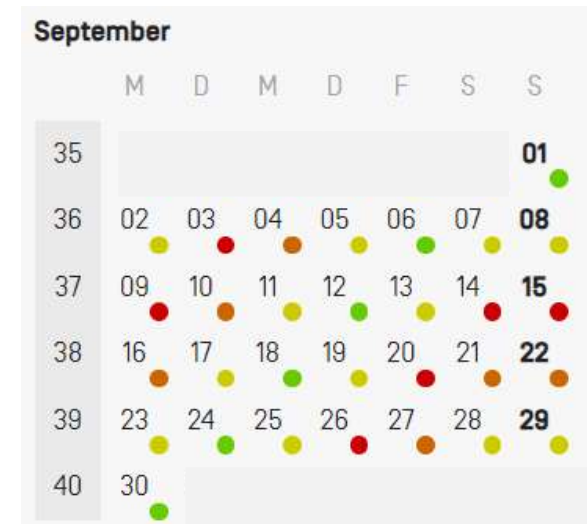 September
M D M D F S S
35 01
36 02 03 04 05 06 07 08
37 09 10 11 12 13 14 15
38 16 17 18 19 20 21 22
39 23 24 25 26 27 28 29
40 30